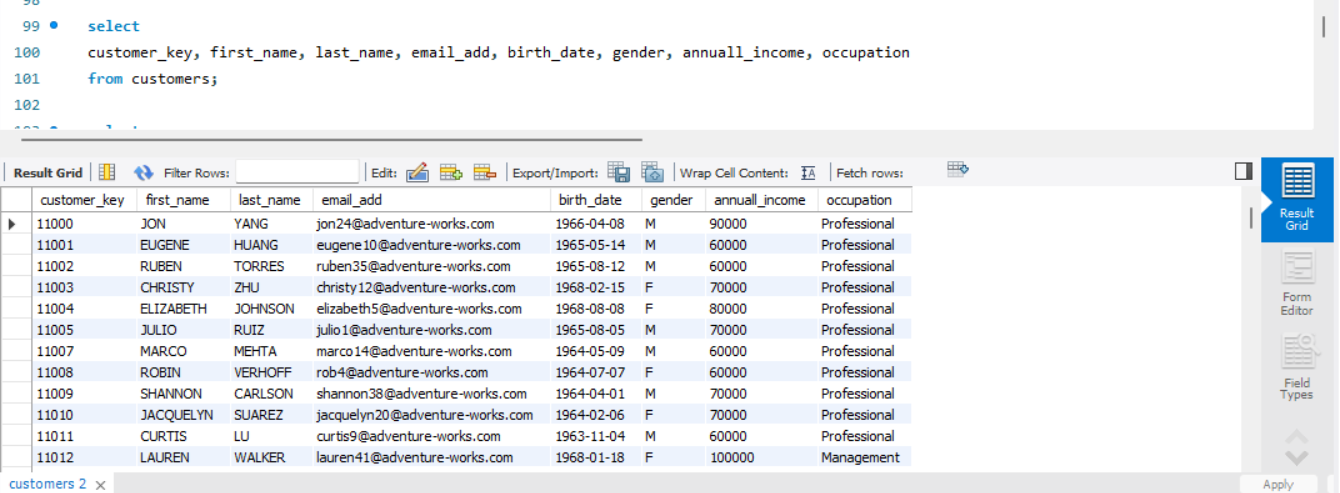 98
99 select
100 customer_key, first_name, last_name, email_add, birth_date, gender, annuall_income, occupation
101 from customers;
102
Result Grid Filter Rows: Edit: Export/Import: Wrap Cell Content: Fetch rows:
customer_key first_name last_name email_add birth_date gender annuall_income occupation
11000 JON YANG jon24@adventure-works.com 1966-04-08 M 90000 Professional
11001 EUGENE HUANG eugene10@adventure-works.com 1965-05-14 M 60000 Professional
11002 RUBEN TORRES ruben35@adventure-works.com 1965-08-12 M 60000 Professional
11003 CHRISTY ZHU christy12@adventure-works.com 1968-02-15 F 70000 Professional
11004 ELIZABETH JOHNSON elizabeth5@adventure-works.com 1968-08-08 F 80000 Professional
11005 JULIO RUIZ julio1@adventure-works.com 1965-08-05 M 70000 Professional
11007 MARCO MEHTA marco14@adventure-works.com 1964-05-09 M 60000 Professional
11008 ROBIN VERHOFF rob4@adventure-works.com 1964-07-07 F 60000 Professional
11009 SHANNON CARLSON shannon38@adventure-works.com 1964-04-01 M 70000 Professional
11010 JACQUELYN SUAREZ jacquelyn20@adventure-works.com 1964-02-06 F 70000 Professional
11011 CURTIS LU curtis9@adventure-works.com 1963-11-04 M 60000 Professional
11012 LAUREN WALKER lauren41@adventure-works.com 1968-01-18 F 100000 Management
Result
Grid
Form
Editor
Field
Types
customers 2
Apply